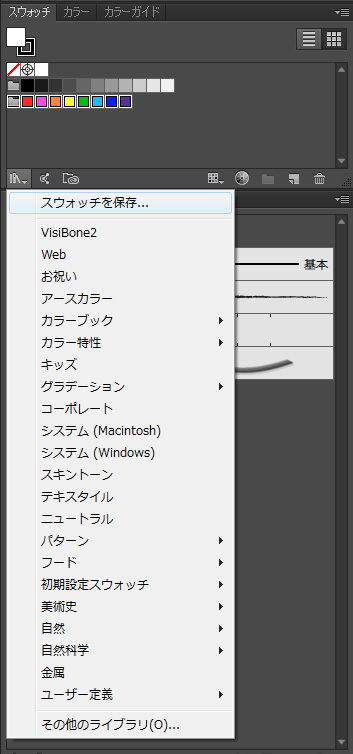 スウォッチ カラー カラーガイド
スウォッチを保存...
VisiBone2
Web
基本
お祝い
アースカラー
カラーブック
カラー特性
キッズ
グラデーション
コーポレート
システム (Macintosh)
システム (Windows)
スキントーン
テキスタイル
ニュートラル
パターン
フード
初期設定スウォッチ
美術史
自然
自然科学
金属
ユーザー定義
その他のライブラリ(O)...